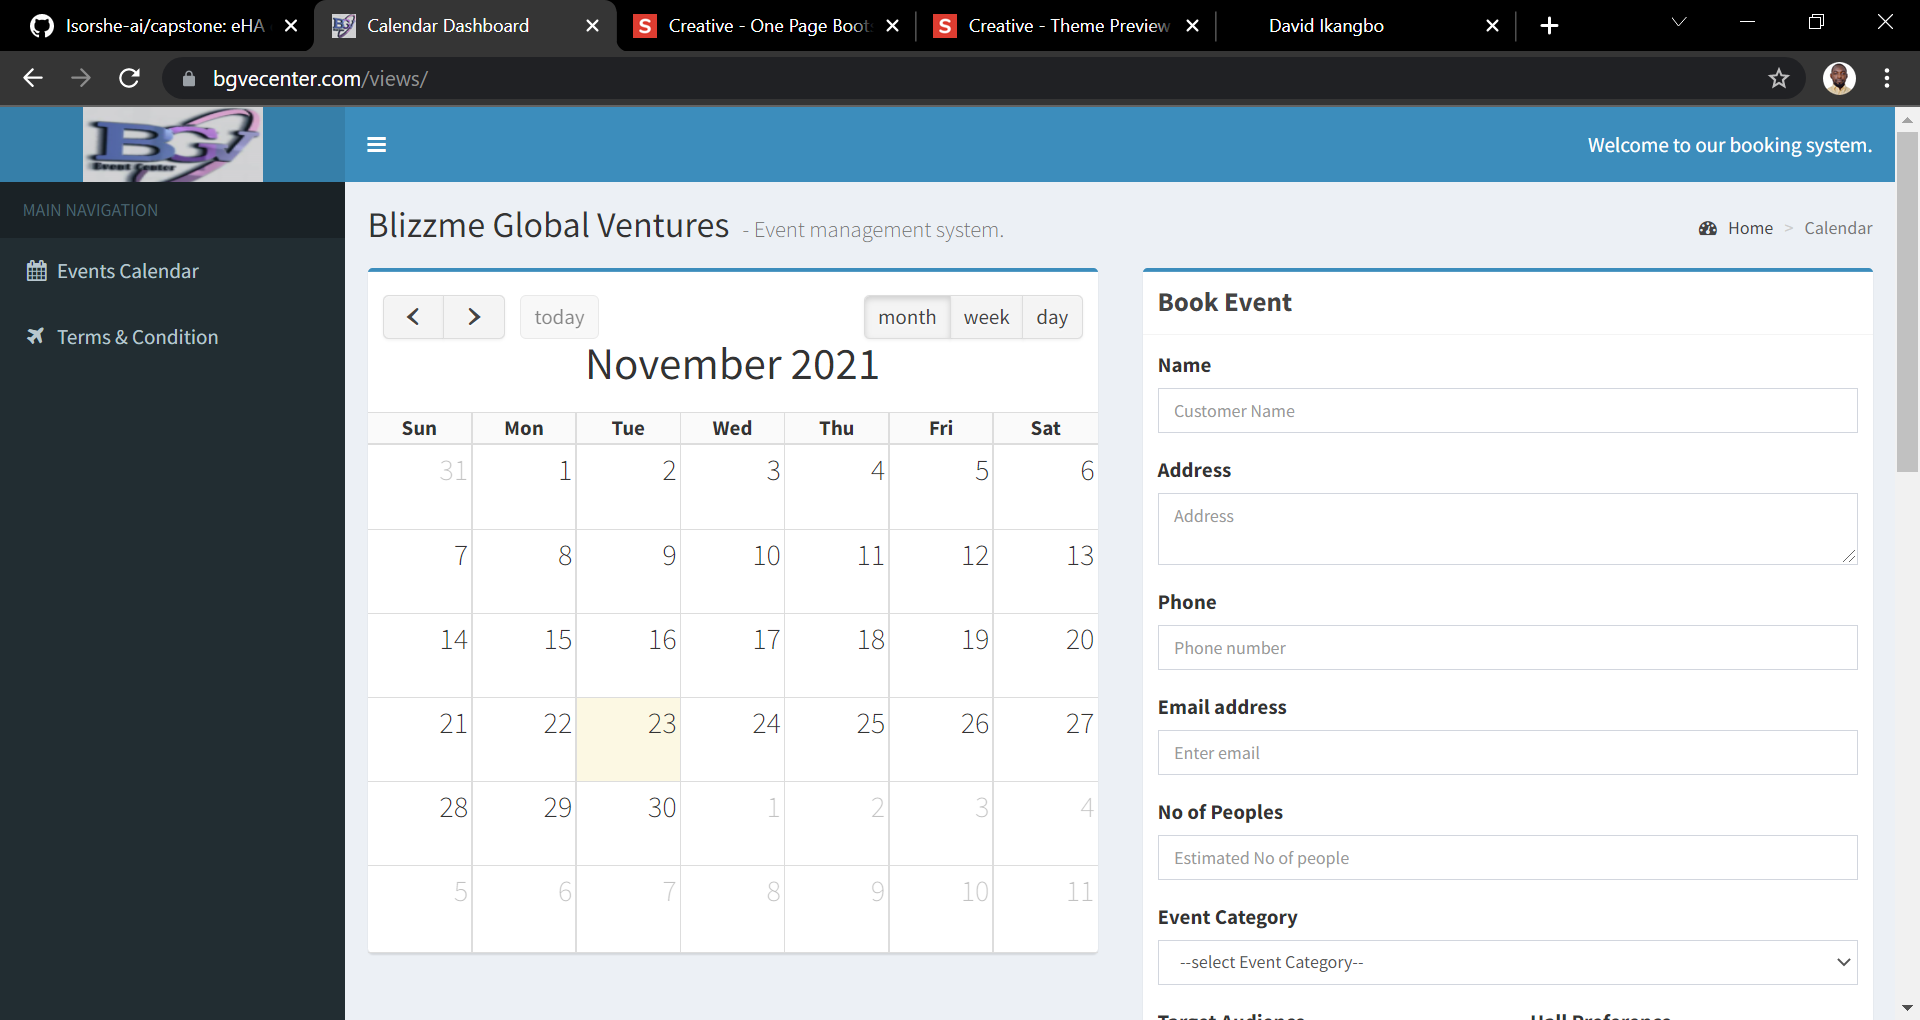 Isorshe-ai/capstone: eHA
Calendar Dashboard
Creative - One Page Boots
Creative - Theme Preview
David Ikangbo
bgvecenter.com/views/
BGV
Event Center
Welcome to our booking system.
MAIN NAVIGATION
Events Calendar
Terms & Condition
Blizzme Global Ventures - Event management system.
Home > Calendar
today
month week day
November 2021
Sun Mon Tue Wed Thu Fri Sat
31 1 2 3 4 5 6
7 8 9 10 11 12 13
14 15 16 17 18 19 20
21 22 23 24 25 26 27
28 29 30 1 2 3 4
5 6 7 8 9 10 11
Book Event
Name
Customer Name
Address
Address
Phone
Phone number
Email address
Enter email
No of Peoples
Estimated No of people
Event Category
--select Event Category--
Target Audience Hall Preference